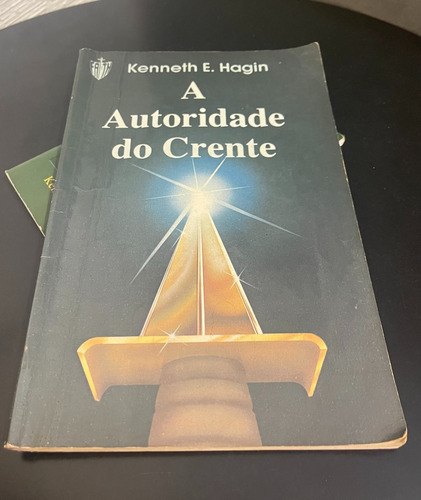 Kenneth E. Hagin
A
Autoridade
do Crente